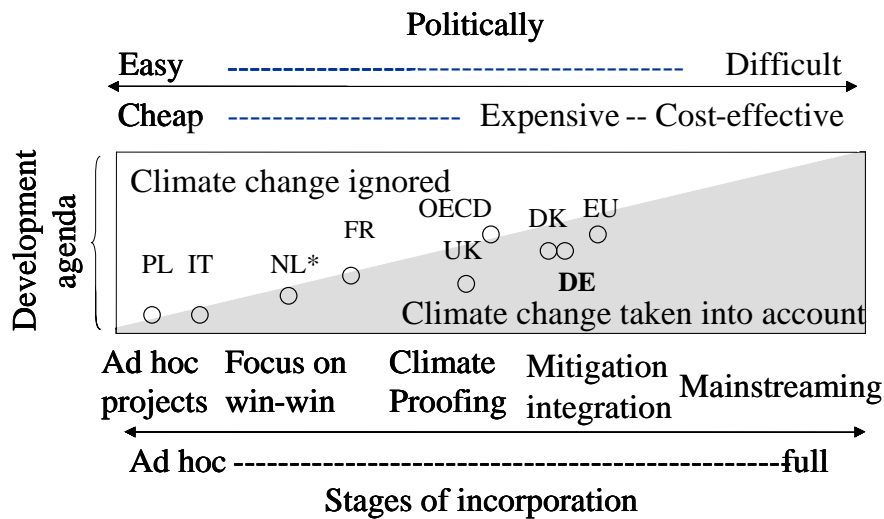 Politically
Easy ---------------------------------------- Difficult
Cheap -------------------- Expensive -- Cost-effective
Development
agenda
Climate change ignored
OECD
DK
EU
FR
UK
PL
IT
NL*
DE
Climate change taken into account
Ad hoc
projects
Focus on
win-win
Climate
Proofing
Mitigation
integration
Mainstreaming
Ad hoc ---------------------------------------- full
Stages of incorporation